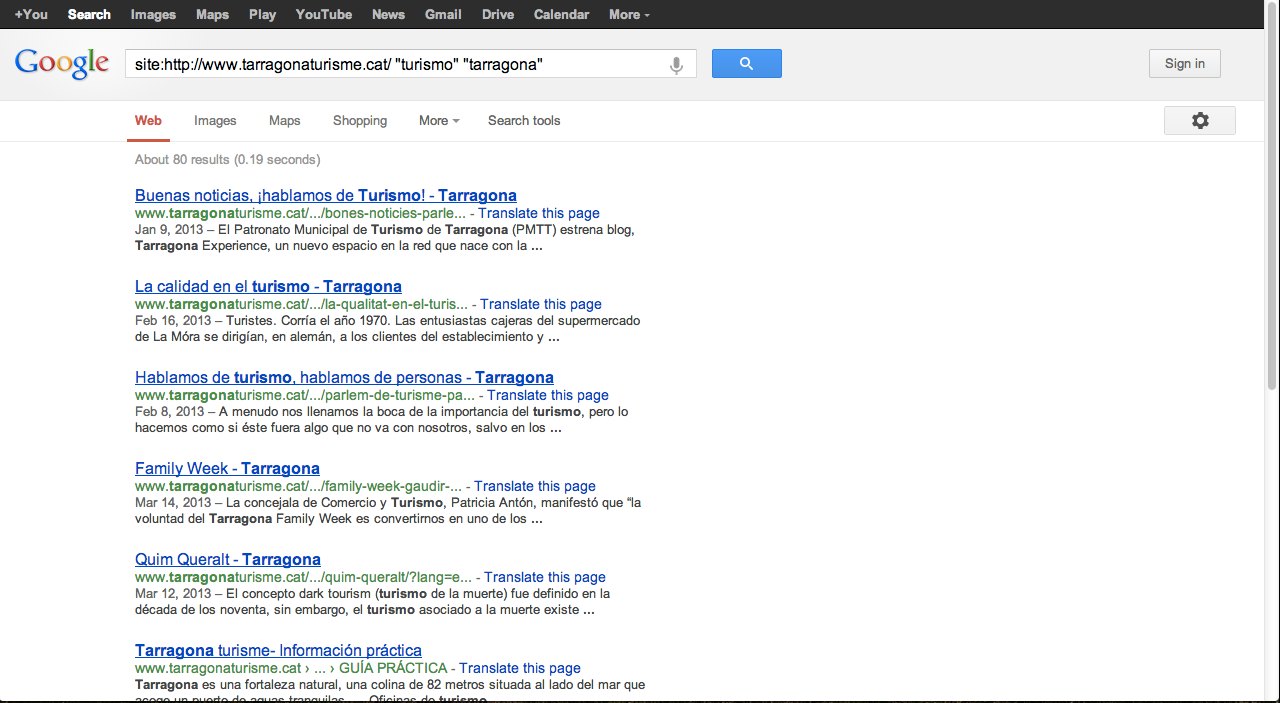 +You Search Images Maps Play YouTube News Gmail Drive Calendar More
Google site:http://www.tarragonaturisme.cat/ "turismo" "tarragona" Sign in
Web Images Maps Shopping More Search tools
About 80 results (0.19 seconds)
Buenas noticias, ¡hablamos de Turismo! - Tarragona
www.tarragonaturisme.cat/.../bones-noticies-parle... - Translate this page
Jan 9, 2013 – El Patronato Municipal de Turismo de Tarragona (PMTT) estrena blog,
Tarragona Experience, un nuevo espacio en la red que nace con la ...
La calidad en el turismo - Tarragona
www.tarragonaturisme.cat/.../la-qualitat-en-el-turis... - Translate this page
Feb 16, 2013 – Turistes. Corría el año 1970. Las entusiastas cajeras del supermercado
de La Móra se dirigían, en alemán, a los clientes del establecimiento y ...
Hablamos de turismo, hablamos de personas - Tarragona
www.tarragonaturisme.cat/.../parlem-de-turisme-pa... - Translate this page
Feb 8, 2013 – A menudo nos llenamos la boca de la importancia del turismo, pero lo
hacemos como si éste fuera algo que no va con nosotros, salvo en los ...
Family Week - Tarragona
www.tarragonaturisme.cat/.../family-week-gaudir-... - Translate this page
Mar 14, 2013 – La concejala de Comercio y Turismo, Patricia Antón, manifestó que “la
voluntad del Tarragona Family Week es convertirnos en uno de los ...
Quim Queralt - Tarragona
www.tarragonaturisme.cat/.../quim-queralt/?lang=e... - Translate this page
Mar 12, 2013 – El concepto dark tourism (turismo de la muerte) fue definido en la
década de los noventa, sin embargo, el turismo asociado a la muerte existe ...
Tarragona turisme- Información práctica
www.tarragonaturisme.cat › ... › GUÍA PRÁCTICA - Translate this page
Tarragona es una fortaleza natural, una colina de 82 metros situada al lado del mar que
acoge un puerto de aguas tranquilas. ... Oficinas de turismo